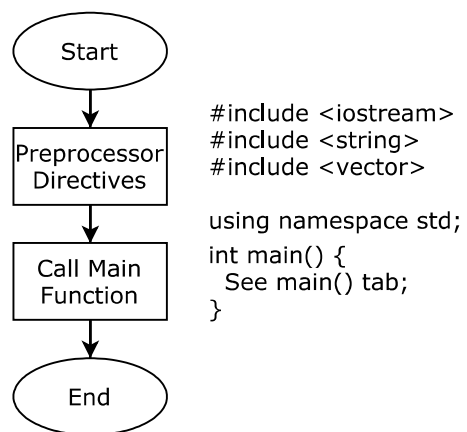 Start
Preprocessor
Directives
#include <iostream>
#include <string>
#include <vector>
using namespace std;
Call Main
Function
int main() {
See main() tab;
}
End